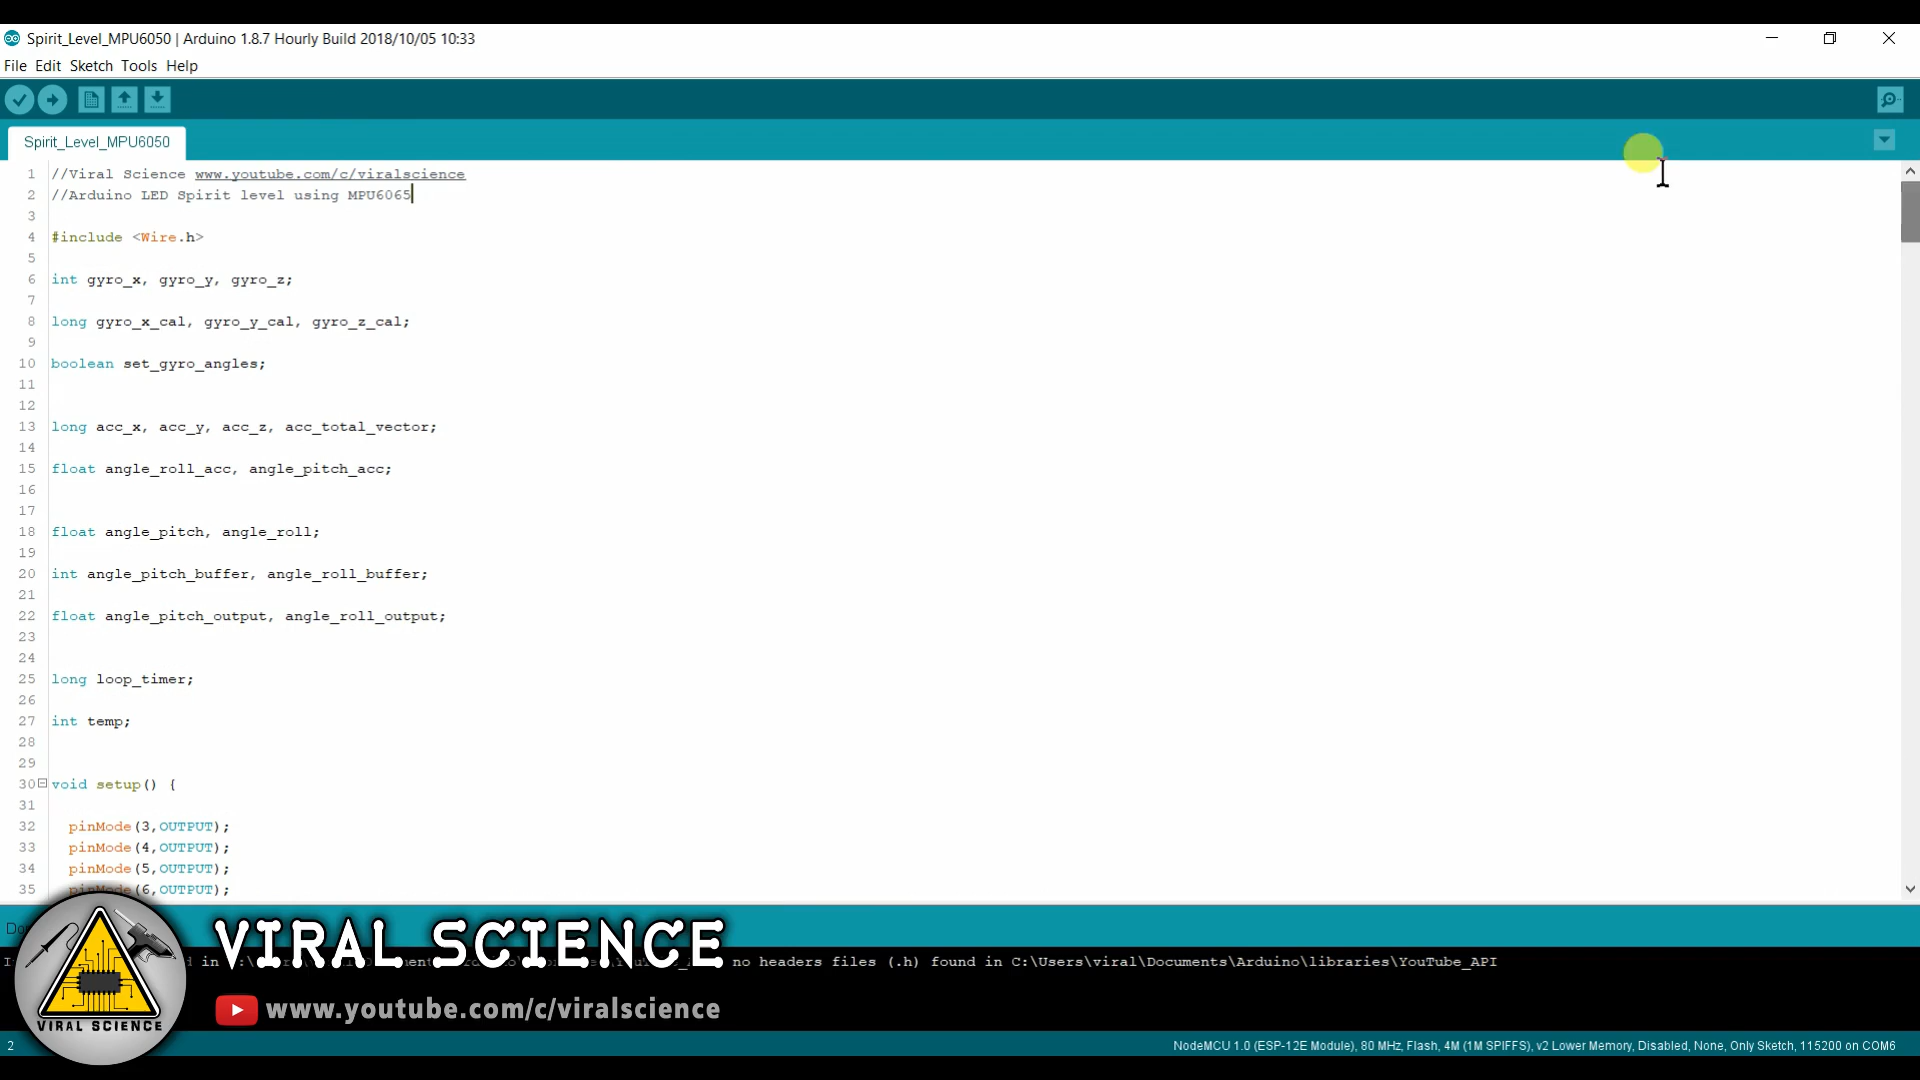 Spirit_Level_MPU6050 | Arduino 1.8.7 Hourly Build 2018/10/05 10:33
File Edit Sketch Tools Help
Spirit_Level_MPU6050
1 //Viral Science www.youtube.com/c/viralscience
2 //Arduino LED Spirit level using MPU6065
3
4 #include <Wire.h>
5
6 int gyro_x, gyro_y, gyro_z;
7
8 long gyro_x_cal, gyro_y_cal, gyro_z_cal;
9
10 boolean set_gyro_angles;
11
12
13 long acc_x, acc_y, acc_z, acc_total_vector;
14
15 float angle_roll_acc, angle_pitch_acc;
16
17
18 float angle_pitch, angle_roll;
19
20 int angle_pitch_buffer, angle_roll_buffer;
21
22 float angle_pitch_output, angle_roll_output;
23
24
25 long loop_timer;
26
27 int temp;
28
29
30 void setup() {
31
32 pinMode(3,OUTPUT);
33 pinMode(4,OUTPUT);
34 pinMode(5,OUTPUT);
35 pinMode(6,OUTPUT);
VIRAL SCIENCE
in no headers files (.h) found in C:\Users\viral\Documents\Arduino\libraries\YouTube_API
www.youtube.com/c/viralscience
VIRAL SCIENCE
2 NodeMCU 1.0 (ESP-12E Module), 80 MHz, Flash, 4M (1M SPIFFS), v2 Lower Memory, Disabled, None, Only Sketch, 115200 on COM6